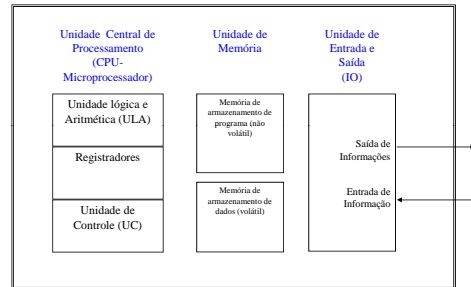 Unidade Central de
Processamento
(CPU-
Microprocessador)
Unidade lógica e
Aritmética (ULA)
Registradores
Unidade de
Controle (UC)
Unidade de
Memória
Memória de
armazenamento de
programa (não
volátil)
Memória de
armazenamento de
dados (volátil)
Unidade de
Entrada e
Saída
(IO)
Saída de
Informações
Entrada de
Informação